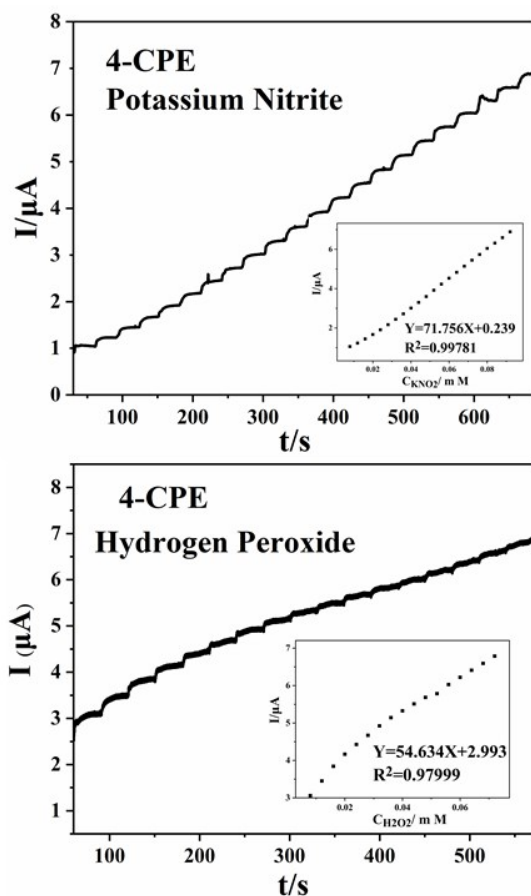 4-CPE
Potassium Nitrite
I/μA
8
7
6
5
4
3
2
1
0
100 200 300 400 500 600
t/s
I/μA
6
4
2
Y=71.756X+0.239
R²=0.99781
0.02 0.04 0.06 0.08
C_KNO2/ m M
4-CPE
Hydrogen Peroxide
I (μA)
8
7
6
5
4
3
2
1
100 200 300 400 500
t/s
I/μA
7
6
5
4
3
Y=54.634X+2.993
R²=0.97999
0.02 0.04 0.06
C_H2O2/ m M